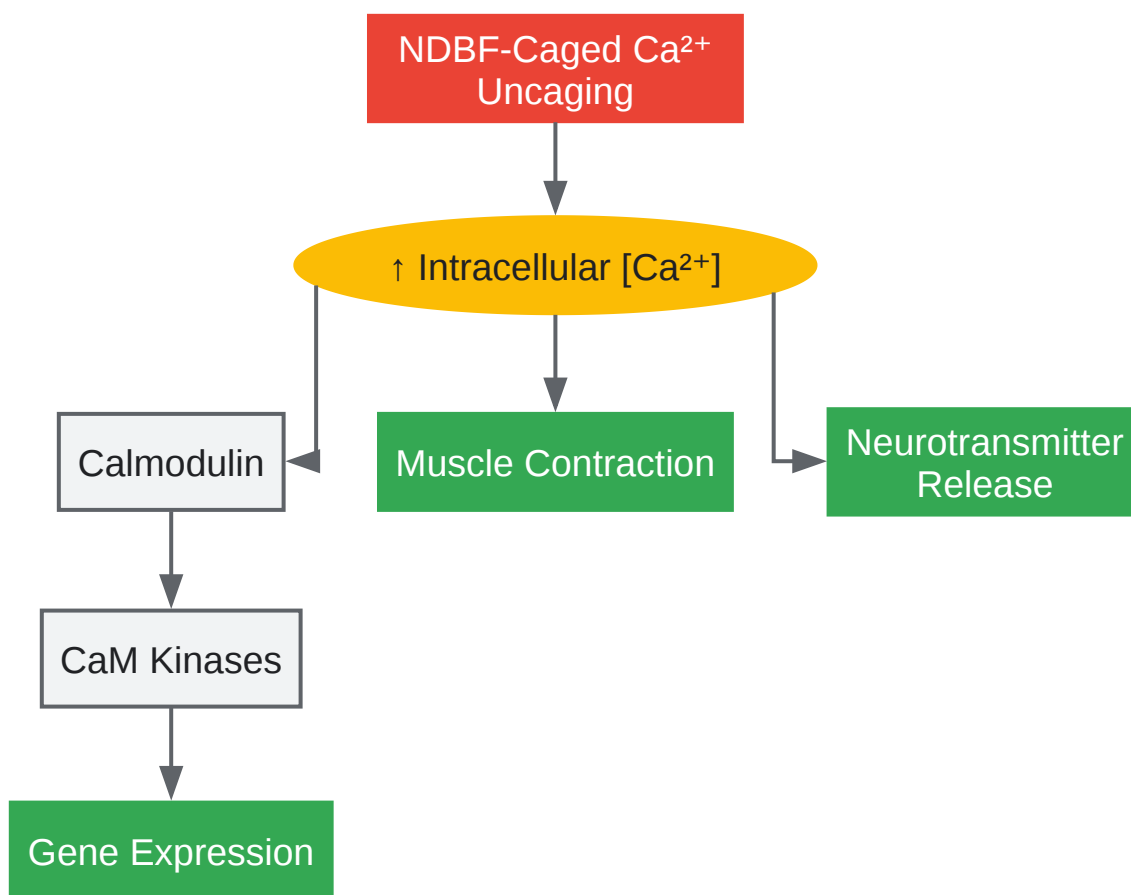 NDBF-Caged Ca²⁺
Uncaging
↑ Intracellular [Ca²⁺]
Calmodulin
Muscle Contraction
Neurotransmitter
Release
CaM Kinases
Gene Expression